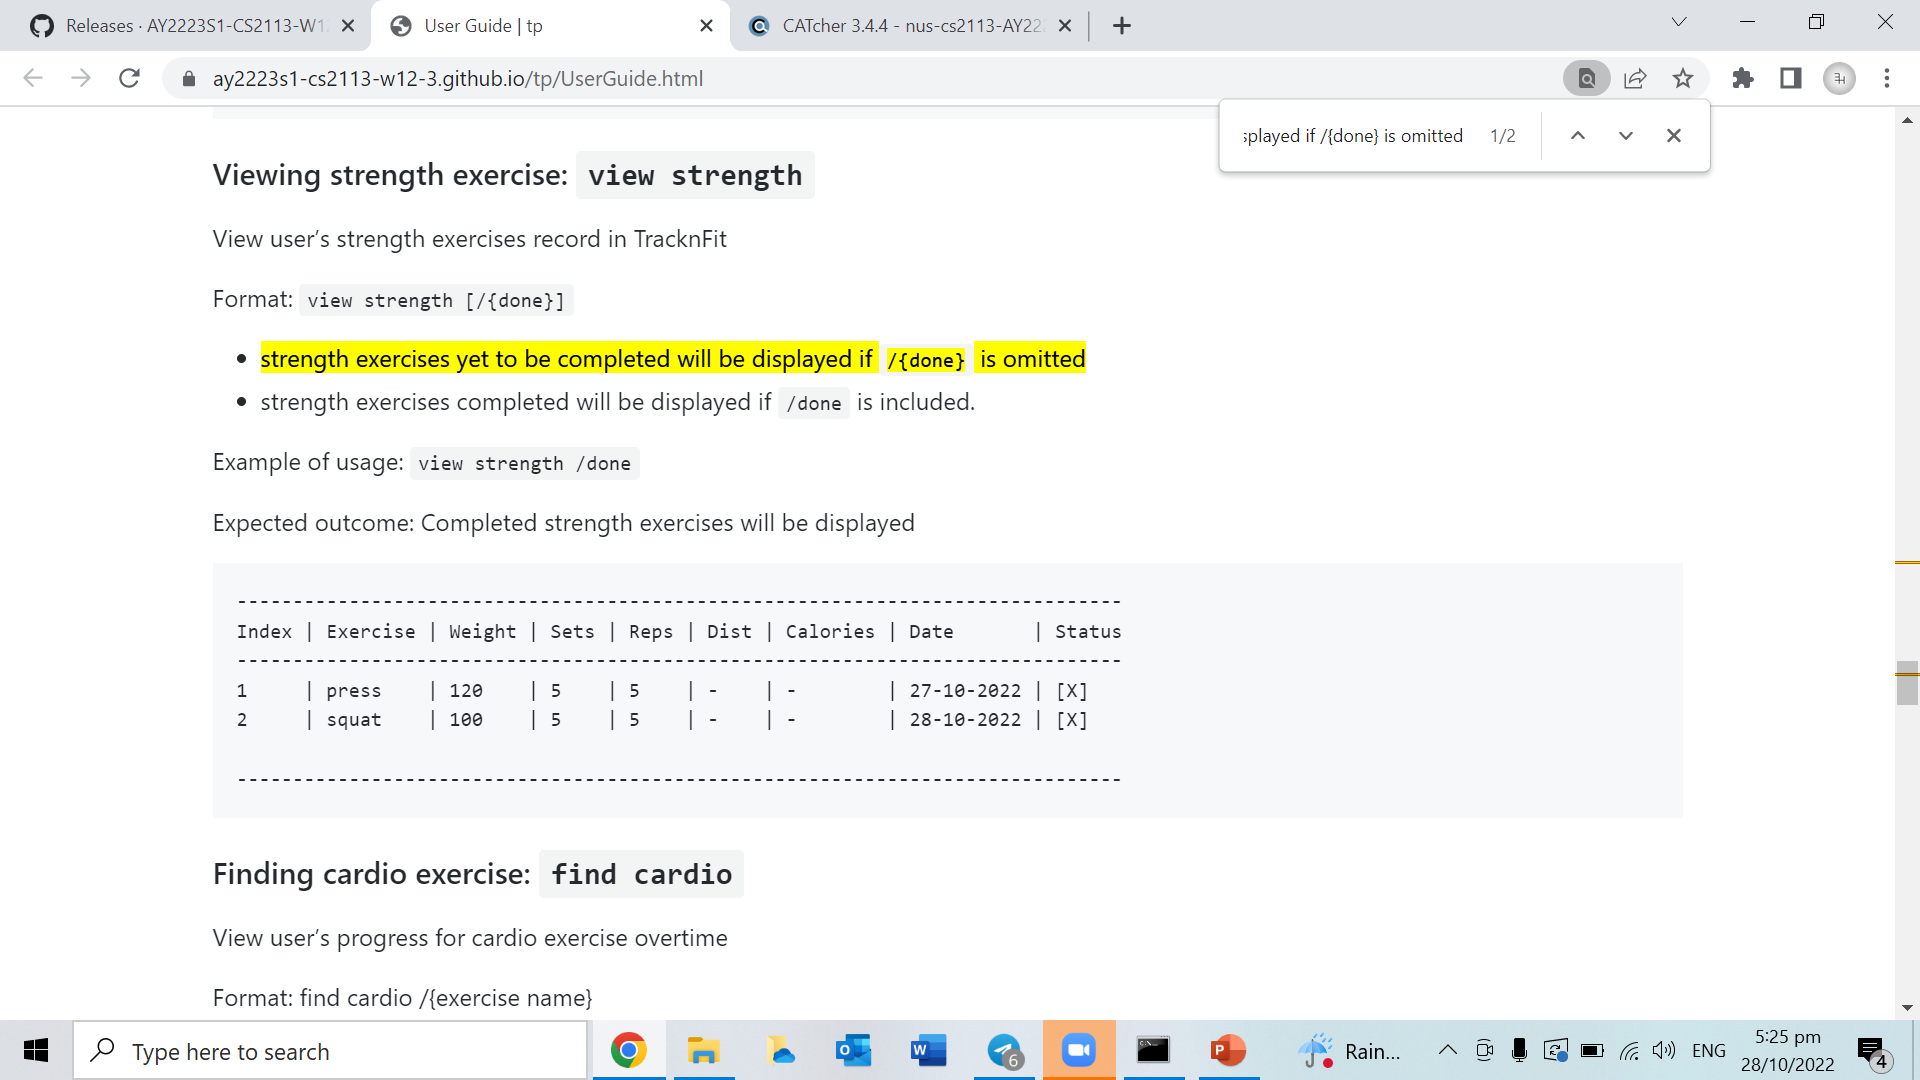 Releases · AY2223S1-CS2113-W1
User Guide | tp
CATcher 3.4.4 - nus-cs2113-AY222
ay2223s1-cs2113-w12-3.github.io/tp/UserGuide.html
splayed if /{done} is omitted 1/2
Viewing strength exercise: view strength
View user’s strength exercises record in TracknFit
Format: view strength [/{done}]
strength exercises yet to be completed will be displayed if /{done} is omitted
strength exercises completed will be displayed if /done is included.
Example of usage: view strength /done
Expected outcome: Completed strength exercises will be displayed
-------------------------------------------------------------------------------
Index | Exercise | Weight | Sets | Reps | Dist | Calories | Date       | Status
-------------------------------------------------------------------------------
1     | press    | 120    | 5    | 5    | -    | -        | 27-10-2022 | [X]
2     | squat    | 100    | 5    | 5    | -    | -        | 28-10-2022 | [X]
-------------------------------------------------------------------------------
Finding cardio exercise: find cardio
View user’s progress for cardio exercise overtime
Format: find cardio /{exercise name}
Type here to search
6
Rain...
ENG
5:25 pm
28/10/2022
4